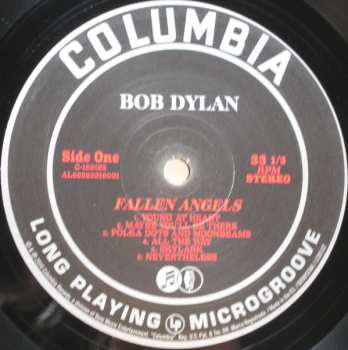 COLUMBIA
BOB DYLAN
Side One
33 1/3
RPM
STEREO
FALLEN ANGELS
1. YOUNG AT HEART
2. MAYBE YOU'LL BE THERE
3. POLKA DOTS AND MOONBEAMS
4. ALL THE WAY
5. SKYLARK
6. NEVERTHELESS
LONG PLAYING MICROGROOVE